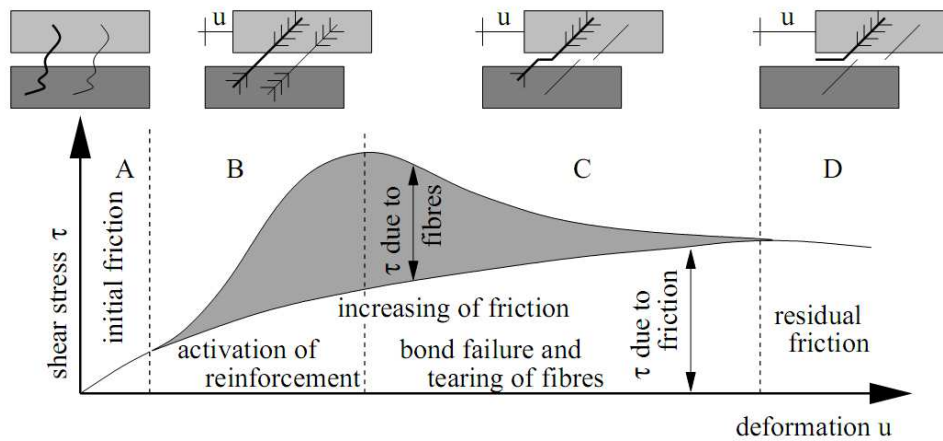 u
u
u
A
B
C
D
shear stress τ
initial friction
τ due to
fibres
increasing of friction
activation of
reinforcement
bond failure and
tearing of fibres
τ due to
friction
residual
friction
deformation u